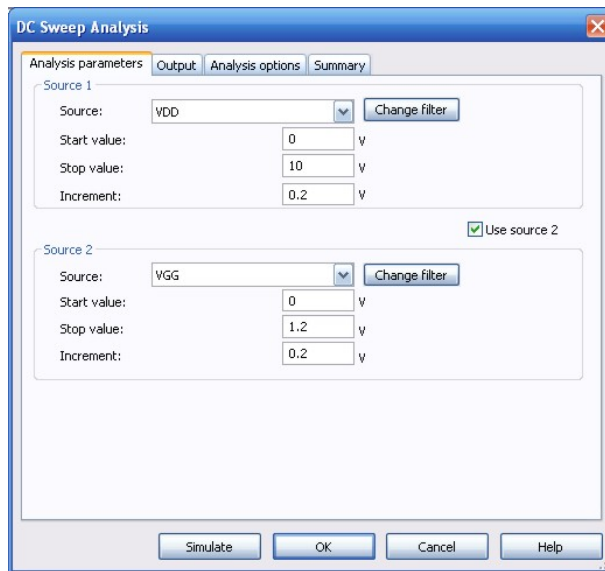 DC Sweep Analysis
Analysis parameters Output Analysis options Summary
Source 1
Source: VDD Change filter
Start value: 0 V
Stop value: 10 V
Increment: 0.2 V
Use source 2
Source 2
Source: VGG Change filter
Start value: 0 V
Stop value: 1.2 V
Increment: 0.2 V
Simulate OK Cancel Help